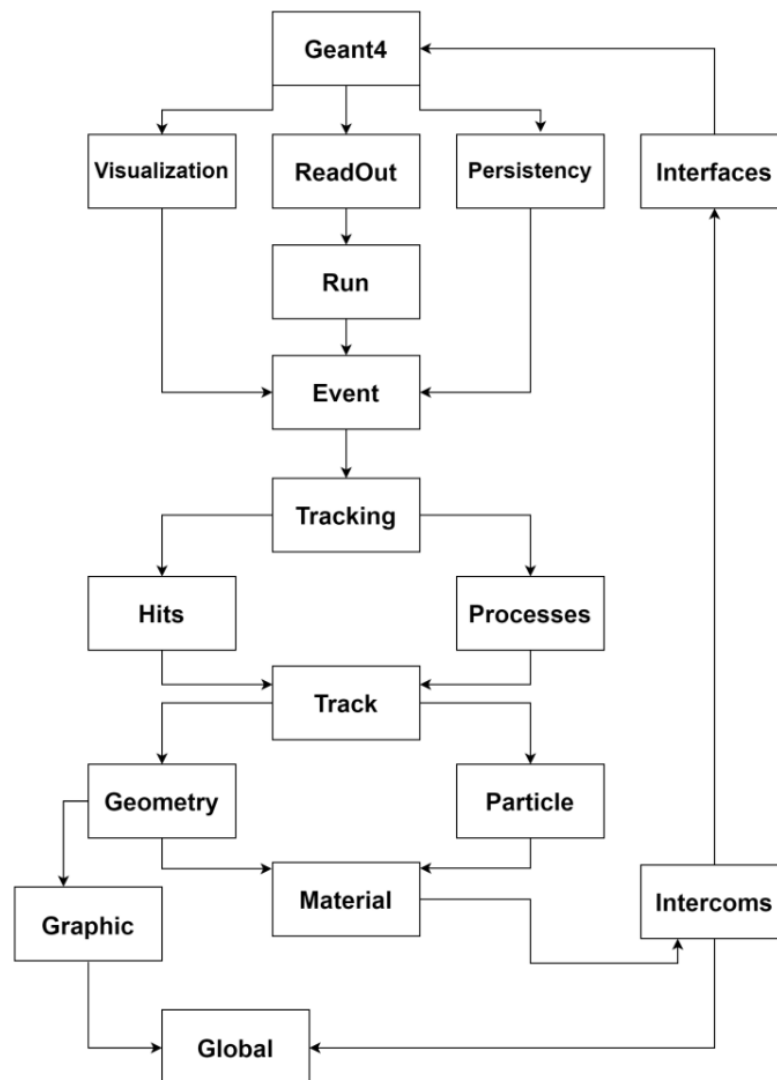 Geant4
Visualization
ReadOut
Persistency
Interfaces
Run
Event
Tracking
Hits
Processes
Track
Geometry
Particle
Material
Intercoms
Graphic
Global